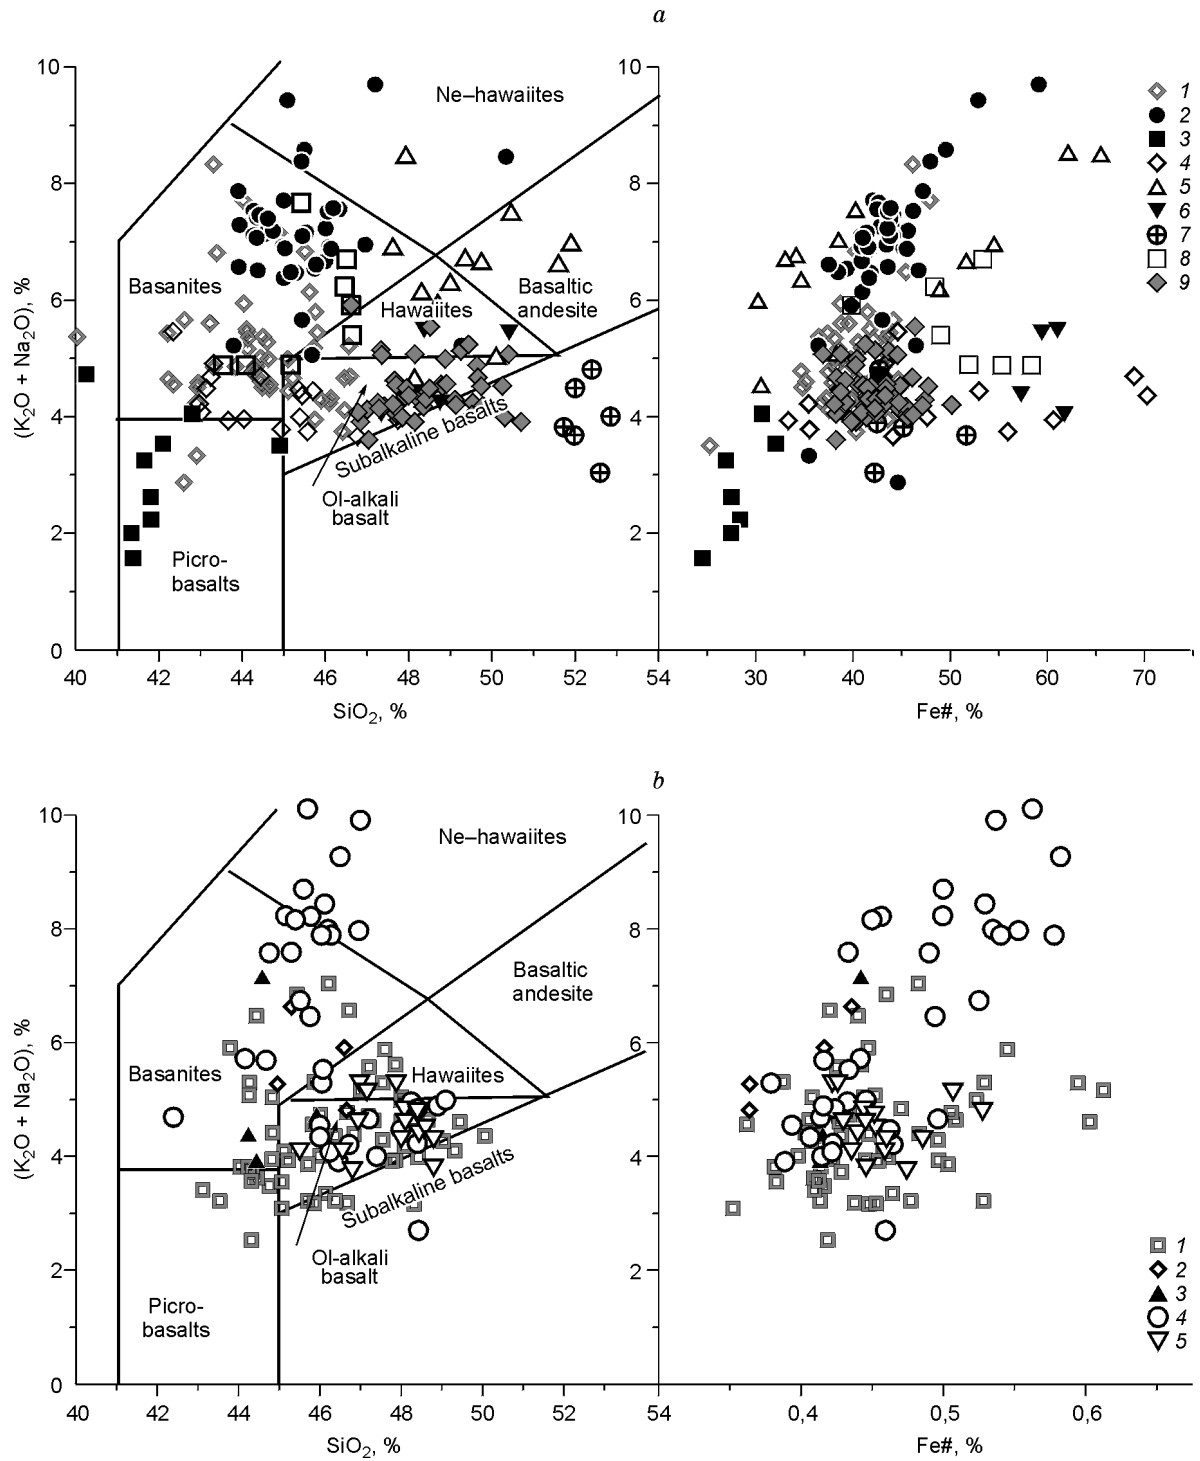 a
10
8
6
4
2
0
(K₂O + Na₂O), %
Ne–hawaiites
Basanites
Hawaiites
Basaltic
andesite
Subalkaline basalts
Ol-alkali
basalt
Picro-
basalts
40 42 44 46 48 50 52 54
SiO₂, %
10
8
6
4
2
0
30 40 50 60 70
Fe#, %
1
2
3
4
5
6
7
8
9
b
10
8
6
4
2
0
(K₂O + Na₂O), %
Ne–hawaiites
Basaltic
andesite
Basanites
Hawaiites
Subalkaline basalts
Ol-alkali
basalt
Picro-
basalts
40 42 44 46 48 50 52 54
SiO₂, %
10
8
6
4
2
0
0,4 0,5 0,6
Fe#, %
1
2
3
4
5